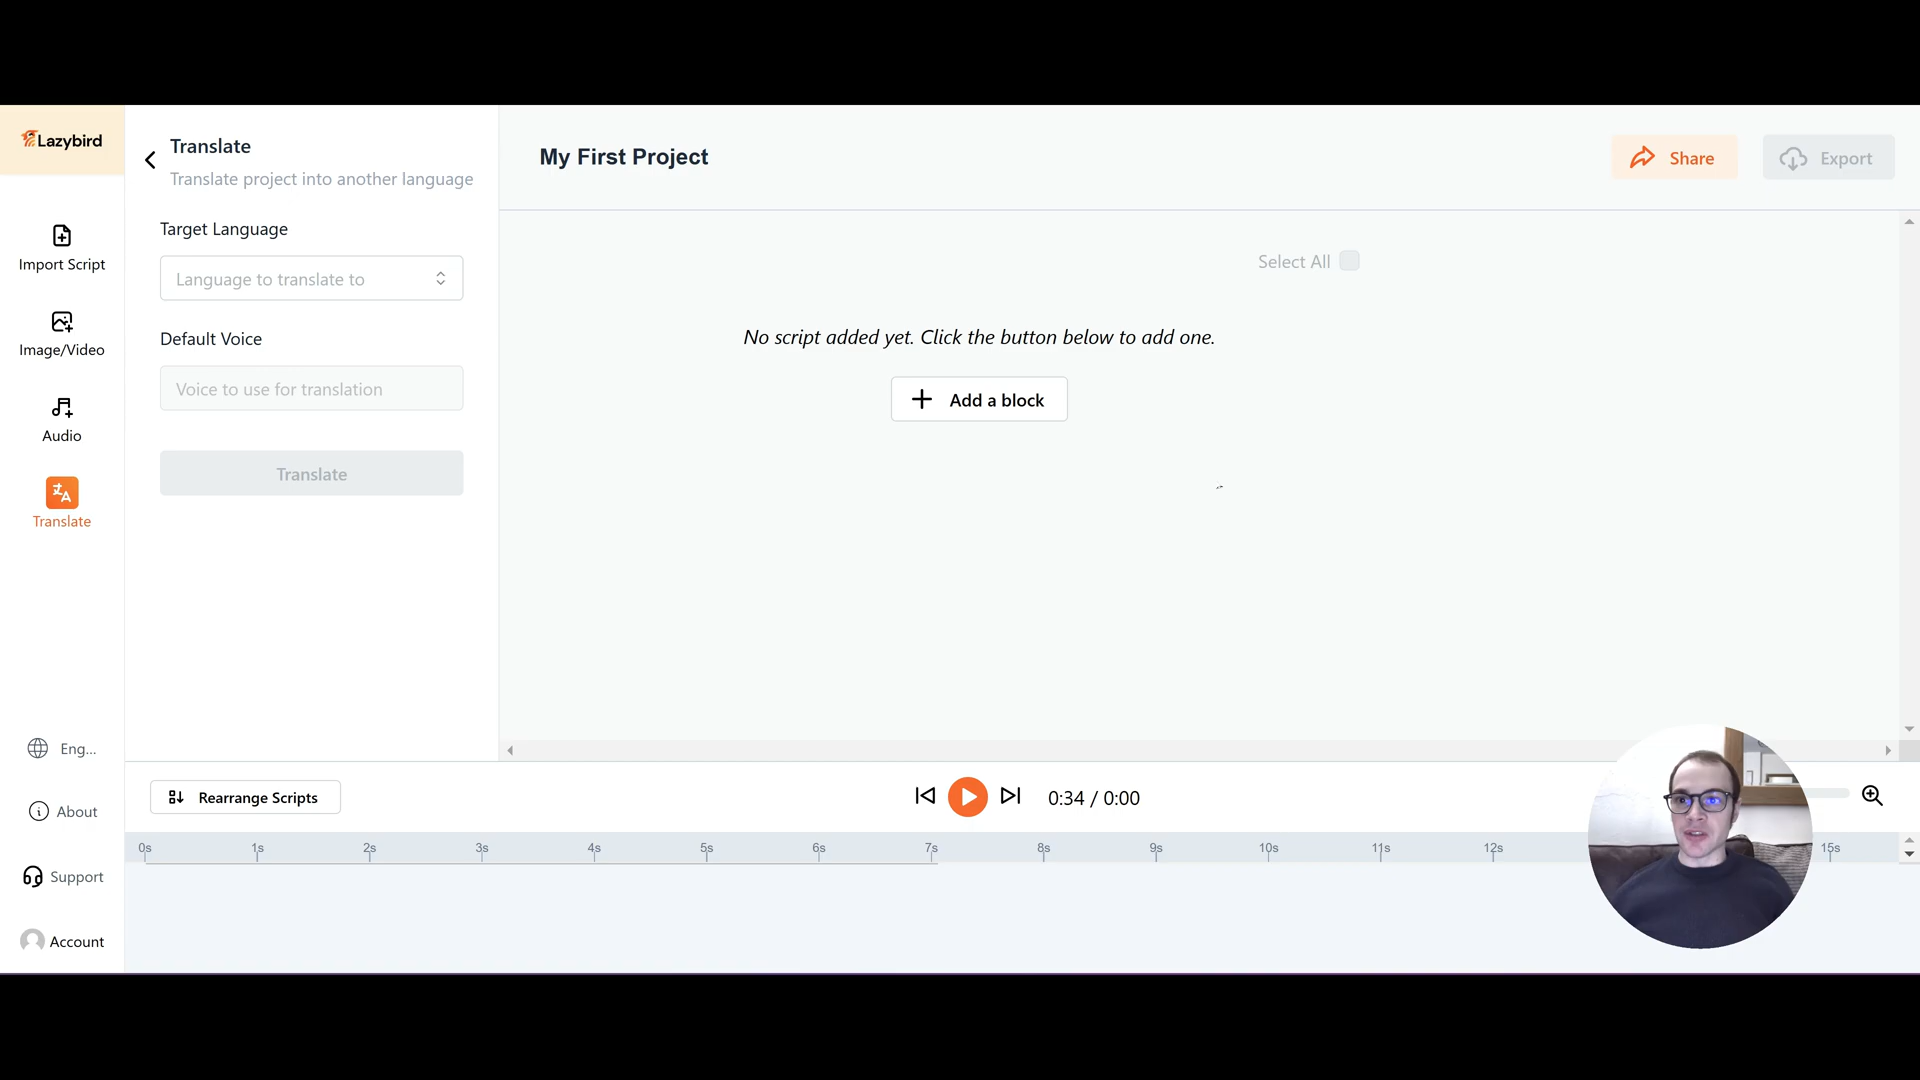 Lazybird
Import Script
Image/Video
Audio
Translate
Eng...
About
Support
Account
Translate
Translate project into another language
Target Language
Language to translate to
Default Voice
Voice to use for translation
Translate
My First Project
Share
Export
Select All
No script added yet. Click the button below to add one.
Add a block
Rearrange Scripts
0:34 / 0:00
0s 1s 2s 3s 4s 5s 6s 7s 8s 9s 10s 11s 12s 15s